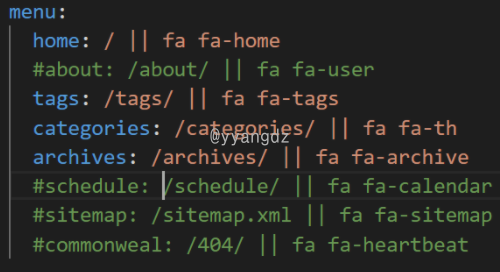 menu:
home: / || fa fa-home
#about: /about/ || fa fa-user
tags: /tags/ || fa fa-tags
categories: /categories/ || fa fa-th
@yyangdz
archives: /archives/ || fa fa-archive
#schedule: /schedule/ || fa fa-calendar
#sitemap: /sitemap.xml || fa fa-sitemap
#commonweal: /404/ || fa fa-heartbeat